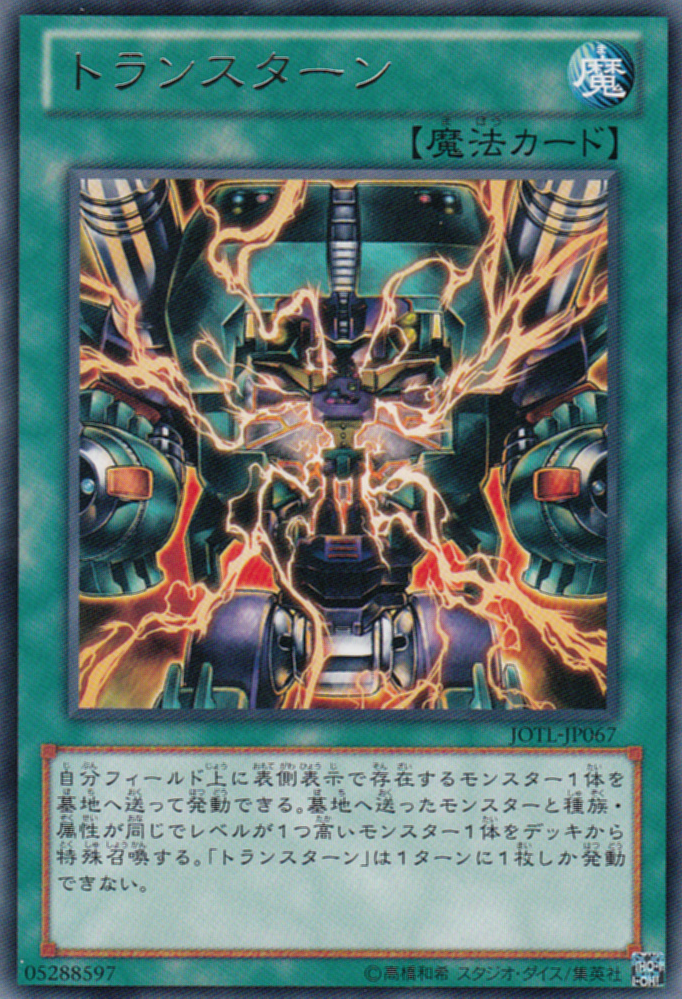 トランスターン
魔
【魔法カード】
JOTL-JP067
自分フィールド上に表側表示で存在するモンスター1体を
墓地へ送って発動できる。墓地へ送ったモンスターと種族・
属性が同じでレベルが1つ高いモンスター1体をデッキから
特殊召喚する。「トランスターン」は1ターンに1枚しか発動
できない。
05288597
©高橋和希 スタジオ・ダイス/集英社